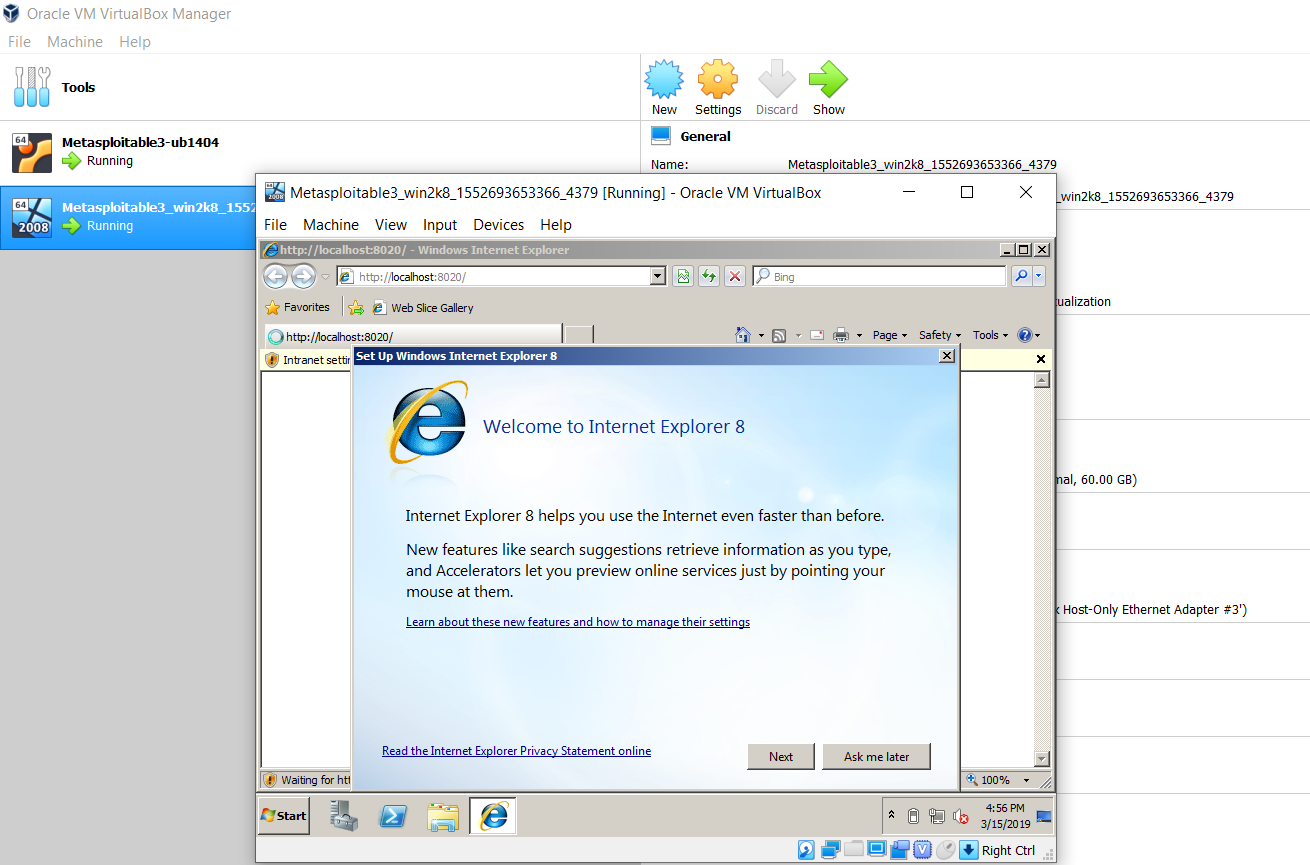 Oracle VM VirtualBox Manager
File Machine Help
Tools
New Settings Discard Show
64
Metasploitable3-ub1404
Running
64
2008
Metasploitable3_win2k8_1552
Running
General
Name: Metasploitable3_win2k8_1552693653366_4379
_win2k8_1552693653366_4379
ualization
mal, 60.00 GB)
x Host-Only Ethernet Adapter #3')
Metasploitable3_win2k8_1552693653366_4379 [Running] - Oracle VM VirtualBox
File Machine View Input Devices Help
http://localhost:8020/ - Windows Internet Explorer
http://localhost:8020/ Bing
Favorites Web Slice Gallery
http://localhost:8020/ Page Safety Tools
Intranet settin
Set Up Windows Internet Explorer 8
Welcome to Internet Explorer 8
Internet Explorer 8 helps you use the Internet even faster than before.
New features like search suggestions retrieve information as you type,
and Accelerators let you preview online services just by pointing your
mouse at them.
Learn about these new features and how to manage their settings
Read the Internet Explorer Privacy Statement online Next Ask me later
Waiting for htt 100%
Start 4:56 PM
3/15/2019
Right Ctrl